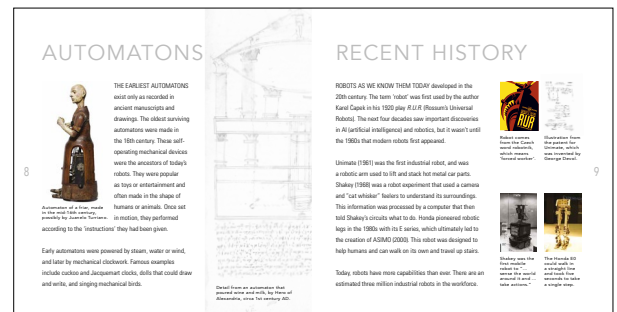 AUTOMATONS
THE EARLIEST AUTOMATONS
exist only as recorded in
ancient manuscripts and
drawings. The oldest surviving
automatons were made in
the 16th century. These self-
operating mechanical devices
were the ancestors of today's
robots. They were popular
as toys or entertainment and
often made in the shape of
humans or animals. Once set
in motion, they performed
according to the 'instructions' they had been given.
Automaton of a friar, made
in the mid-16th century,
possibly by Juanelo Turriano.
Early automatons were powered by steam, water or wind,
and later by mechanical clockwork. Famous examples
include cuckoo and Jacquemart clocks, dolls that could draw
and write, and singing mechanical birds.
8
Detail from an automaton that
poured wine and milk, by Hero of
Alexandria, circa 1st century AD.
RECENT HISTORY
ROBOTS AS WE KNOW THEM TODAY developed in the
20th century. The term 'robot' was first used by the author
Karel Čapek in his 1920 play R.U.R. (Rossum's Universal
Robots). The next four decades saw important discoveries
in AI (artificial intelligence) and robotics, but it wasn't until
the 1960s that modern robots first appeared.
Unimate (1961) was the first industrial robot, and was
a robotic arm used to lift and stack hot metal car parts.
Shakey (1968) was a robot experiment that used a camera
and "cat whisker" feelers to understand its surroundings.
This information was processed by a computer that then
told Shakey's circuits what to do. Honda pioneered robotic
legs in the 1980s with its E series, which ultimately led to
the creation of ASIMO (2000). This robot was designed to
help humans and can walk on its own and travel up stairs.
Today, robots have more capabilities than ever. There are an
estimated three million industrial robots in the workforce.
RUR
Robot comes
from the Czech
word robotnik,
which means
'forced worker'.
Illustration from
the patent for
Unimate, which
was invented by
George Devol.
Shakey was the
first mobile
robot to "...
sense the world
around it and ...
take actions."
The Honda E0
could walk in
a straight line
and took five
seconds to take
a single step.
9